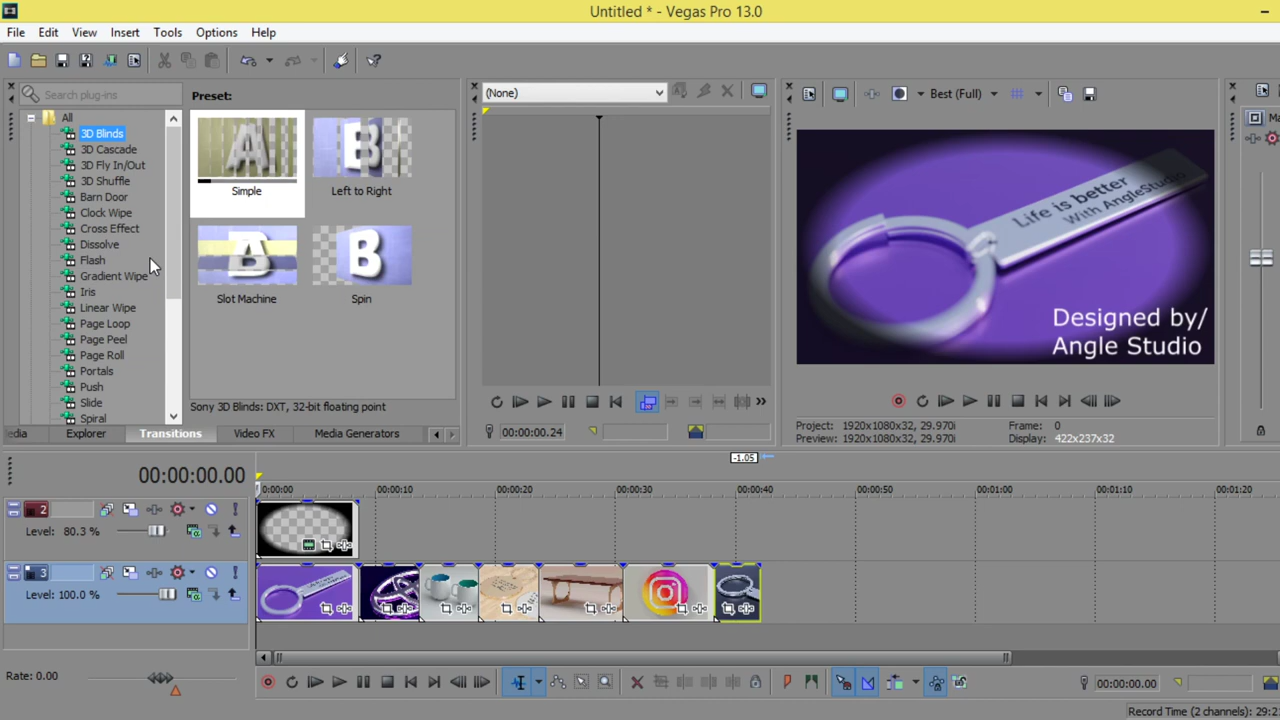 Untitled * - Vegas Pro 13.0
File Edit View Insert Tools Options Help
Search plug-ins
Preset:
All
3D Blinds
3D Cascade
3D Fly In/Out
3D Shuffle
Barn Door
Clock Wipe
Cross Effect
Dissolve
Flash
Gradient Wipe
Iris
Linear Wipe
Page Loop
Page Peel
Page Roll
Portals
Push
Slide
Spiral
Simple
Left to Right
Slot Machine
Spin
Sony 3D Blinds: DXT, 32-bit floating point
edia Explorer Transitions Video FX Media Generators
(None)
00:00:00.24
Best (Full)
Life is better
With AngleStudio
Designed by/
Angle Studio
Project: 1920x1080x32, 29.970i
Frame: 0
Preview: 1920x1080x32, 29.970i
Display: 422x237x32
Ma
-1.05
00:00:00.00
0:00:00 00:00:10 00:00:20 00:00:30 00:00:40 00:00:50 00:01:00 00:01:10 00:01:20
2
Level: 80.3 %
3
Level: 100.0 %
Rate: 0.00
00:00:00.00
Record Time (2 channels): 29:2